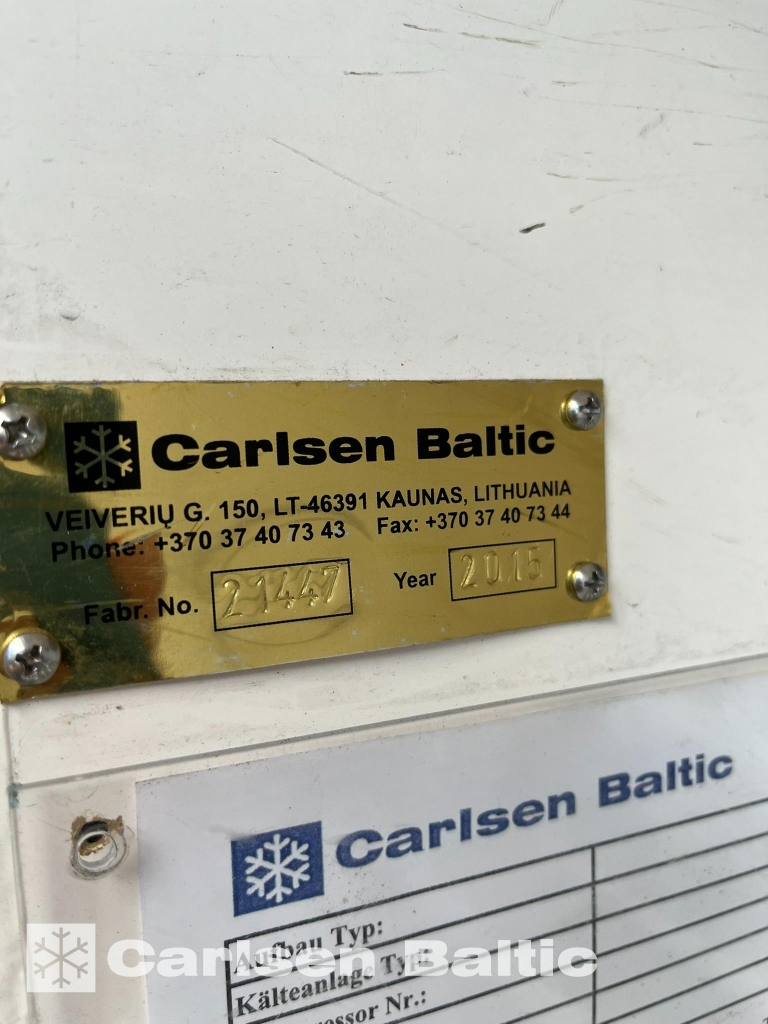 Carlsen Baltic
VEIVERIŲ G. 150, LT-46391 KAUNAS, LITHUANIA
Phone: +370 37 40 73 43 Fax: +370 37 40 73 44
Fabr. No. 21447 Year 2015
Carlsen Baltic
Aufbau Typ:
Kälteanlage Typ:
Nr.:
Carlsen Baltic